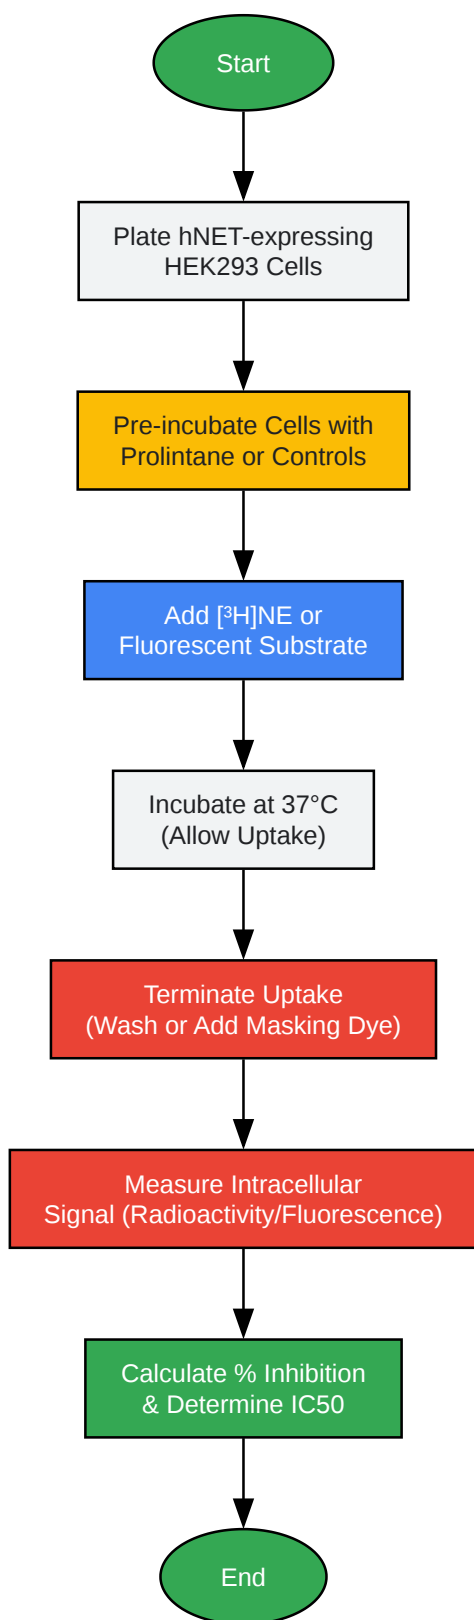 Start
Plate hNET-expressing
HEK293 Cells
Pre-incubate Cells with
Prolintane or Controls
Add [³H]NE or
Fluorescent Substrate
Incubate at 37°C
(Allow Uptake)
Terminate Uptake
(Wash or Add Masking Dye)
Measure Intracellular
Signal (Radioactivity/Fluorescence)
Calculate % Inhibition
& Determine IC50
End